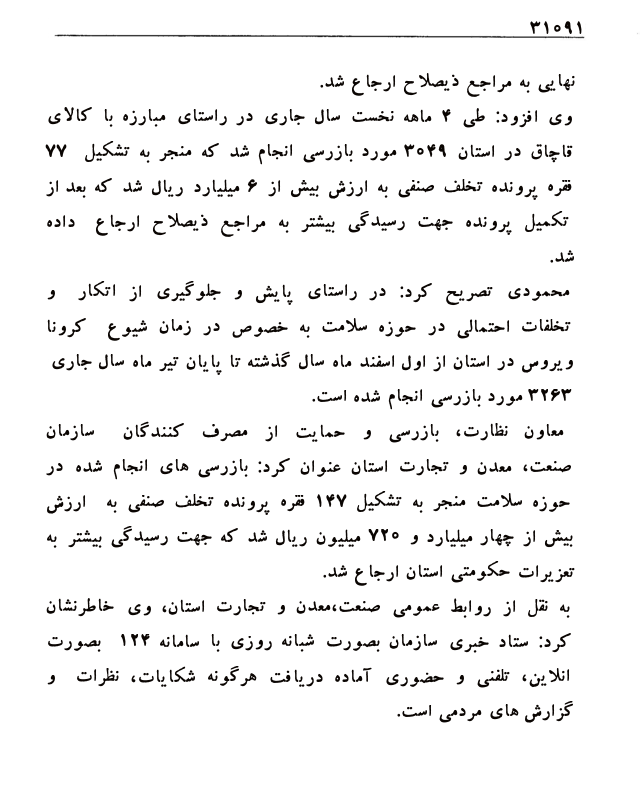 ۳۱۰۹۱
نهایی به مراجع ذیصلاح ارجاع شد.
وی افزود: طی ۴ ماهه نخست سال جاری در راستای مبارزه با کالای
قاچاق در استان ۳۰۴۹ مورد بازرسی انجام شد که منجر به تشکیل ۷۷
فقره پرونده تخلف صنفی به ارزش بیش از ۶ میلیارد ریال شد که بعد از
تکمیل پرونده جهت رسیدگی بیشتر به مراجع ذیصلاح ارجاع داده
شد.
محمودی تصریح کرد: در راستای پایش و جلوگیری از اتکار و
تخلفات احتمالی در حوزه سلامت به خصوص در زمان شیوع کرونا
ویروس در استان از اول اسفند ماه سال گذشته تا پایان تیر ماه سال جاری
۳۲۶۳ مورد بازرسی انجام شده است.
معاون نظارت، بازرسی و حمایت از مصرف کنندگان سازمان
صنعت، معدن و تجارت استان عنوان کرد: بازرسی های انجام شده در
حوزه سلامت منجر به تشکیل ۱۴۷ فقره پرونده تخلف صنفی به ارزش
بیش از چهار میلیارد و ۷۲۰ میلیون ریال شد که جهت رسیدگی بیشتر به
تعزیرات حکومتی استان ارجاع شد.
به نقل از روابط عمومی صنعت،معدن و تجارت استان، وی خاطرنشان
کرد: ستاد خبری سازمان بصورت شبانه روزی با سامانه ۱۲۴ بصورت
انلاین، تلفنی و حضوری آماده دریافت هرگونه شکایات، نظرات و
گزارش های مردمی است.